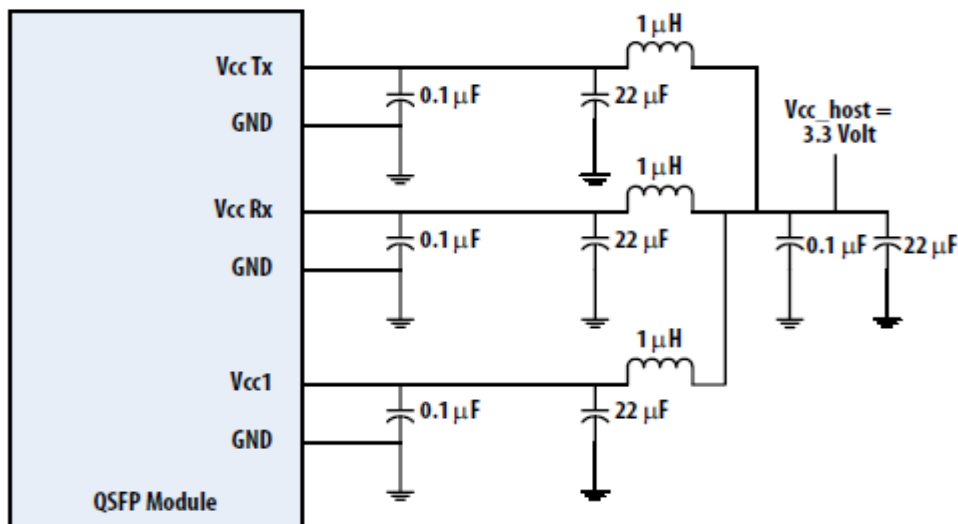 1 μH
Vcc Tx
0.1 μF
22 μF
GND
Vcc_host =
3.3 Volt
1 μH
Vcc Rx
0.1 μF
22 μF
0.1 μF
22 μF
GND
1 μH
Vcc1
0.1 μF
22 μF
GND
QSFP Module